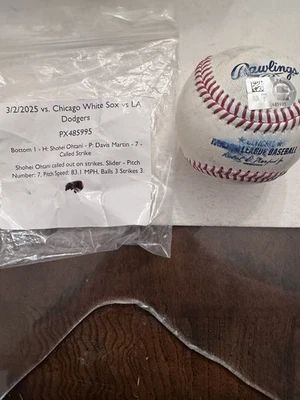 3/2/2025 vs. Chicago White Sox vs LA
Dodgers
PX485995
Bottom 1 - H: Shohei Ohtani - P: Davis Martin - 7 -
Called Strike
Shohei Ohtani called out on strikes. Slider - Pitch
Number: 7, Pitch Speed: 83.1 MPH, Balls 3 Strikes 3.
Rawlings
LEAGUE BASEBALL